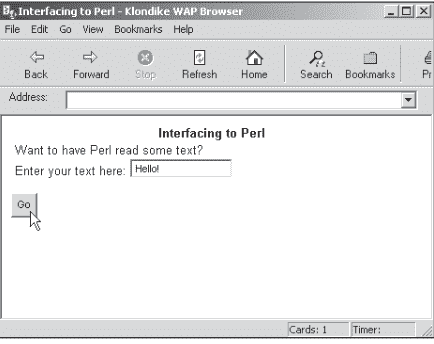 Interfacing to Perl - Klondike WAP Browser
File Edit Go View Bookmarks Help
Back Forward Stop Refresh Home Search Bookmarks
Address:
Interfacing to Perl
Want to have Perl read some text?
Enter your text here: Hello!
Go
Cards: 1 Timer: